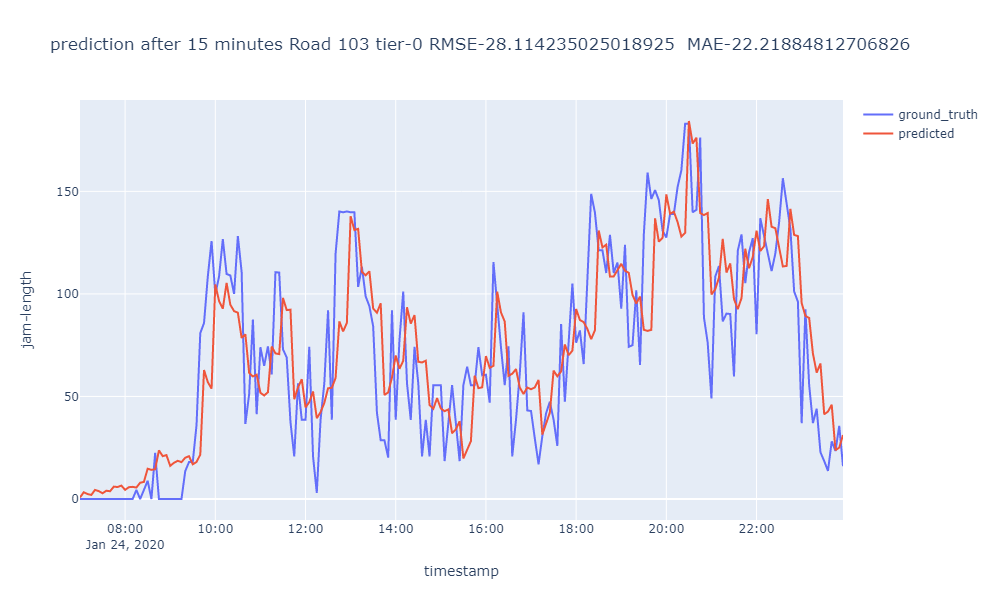 prediction after 15 minutes Road 103 tier-0 RMSE-28.114235025018925  MAE-22.21884812706826
ground_truth
predicted
jam-length
150
100
50
0
08:00 10:00 12:00 14:00 16:00 18:00 20:00 22:00
Jan 24, 2020
timestamp